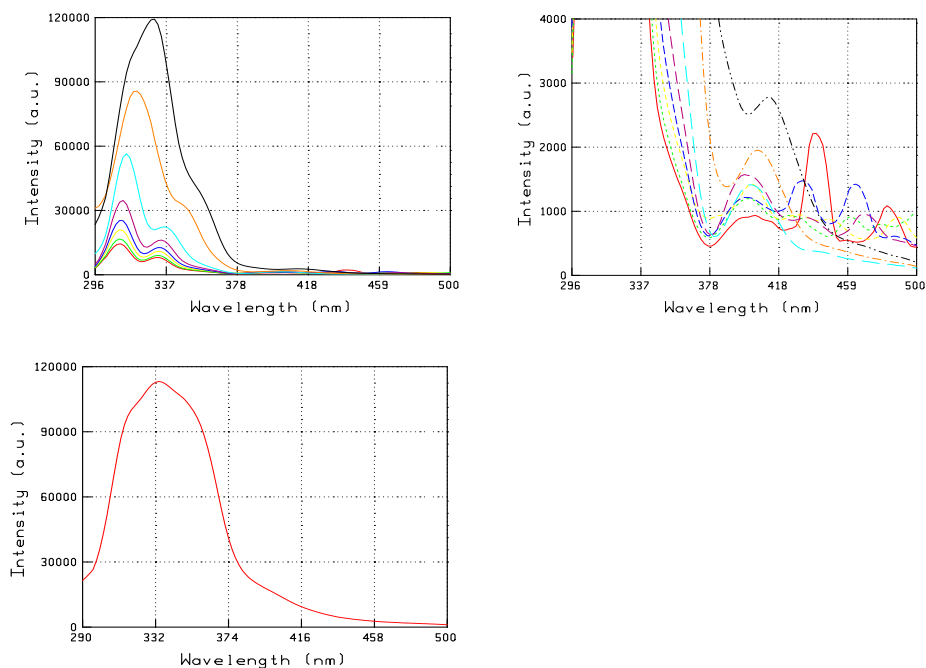 120000
90000
60000
30000
0
Intensity (a.u.)
296 337 378 418 459 500
Wavelength (nm)
4000
3000
2000
1000
0
Intensity (a.u.)
296 337 378 418 459 500
Wavelength (nm)
120000
90000
60000
30000
0
Intensity (a.u.)
290 332 374 416 458 500
Wavelength (nm)